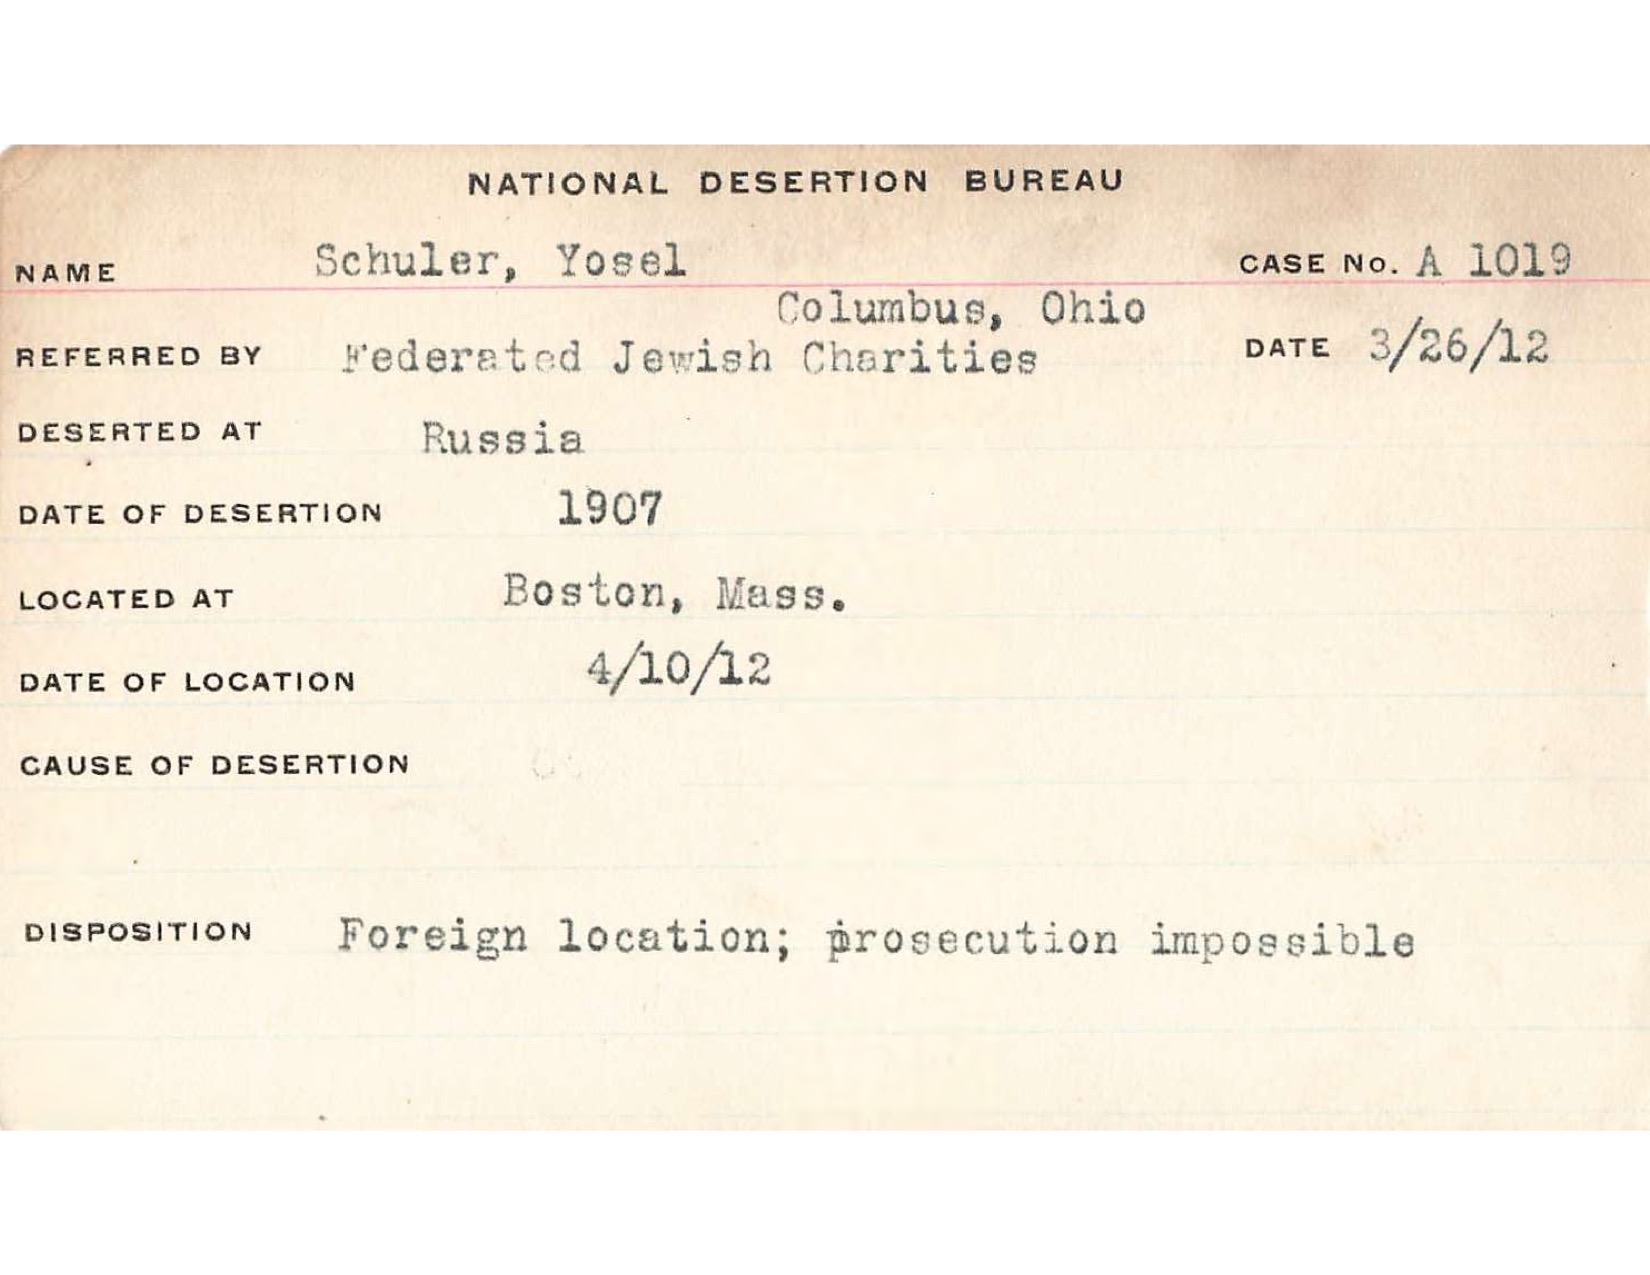 NATIONAL DESERTION BUREAU
NAME Schuler, Yosel CASE No. A 1019
Columbus, Ohio
REFERRED BY Federated Jewish Charities DATE 3/26/12
DESERTED AT Russia
DATE OF DESERTION 1907
LOCATED AT Boston, Mass.
DATE OF LOCATION 4/10/12
CAUSE OF DESERTION
DISPOSITION Foreign location; prosecution impossible